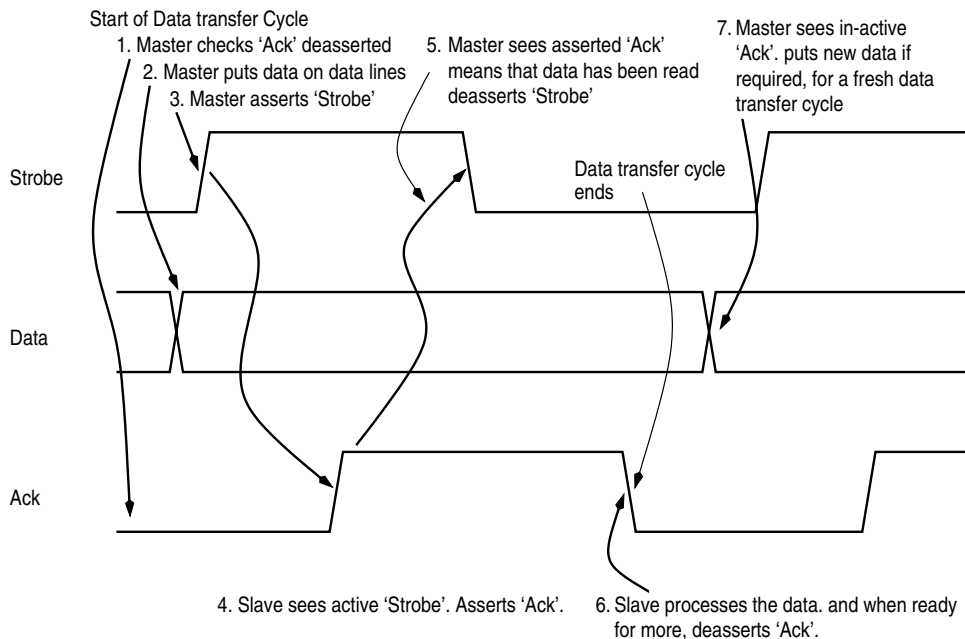 Start of Data transfer Cycle
1. Master checks ‘Ack’ deasserted
2. Master puts data on data lines
3. Master asserts ‘Strobe’
5. Master sees asserted ‘Ack’
means that data has been read
deasserts ‘Strobe’
7. Master sees in-active
‘Ack’. puts new data if
required, for a fresh data
transfer cycle
Strobe
Data transfer cycle
ends
Data
Ack
4. Slave sees active ‘Strobe’. Asserts ‘Ack’.
6. Slave processes the data. and when ready
for more, deasserts ‘Ack’.